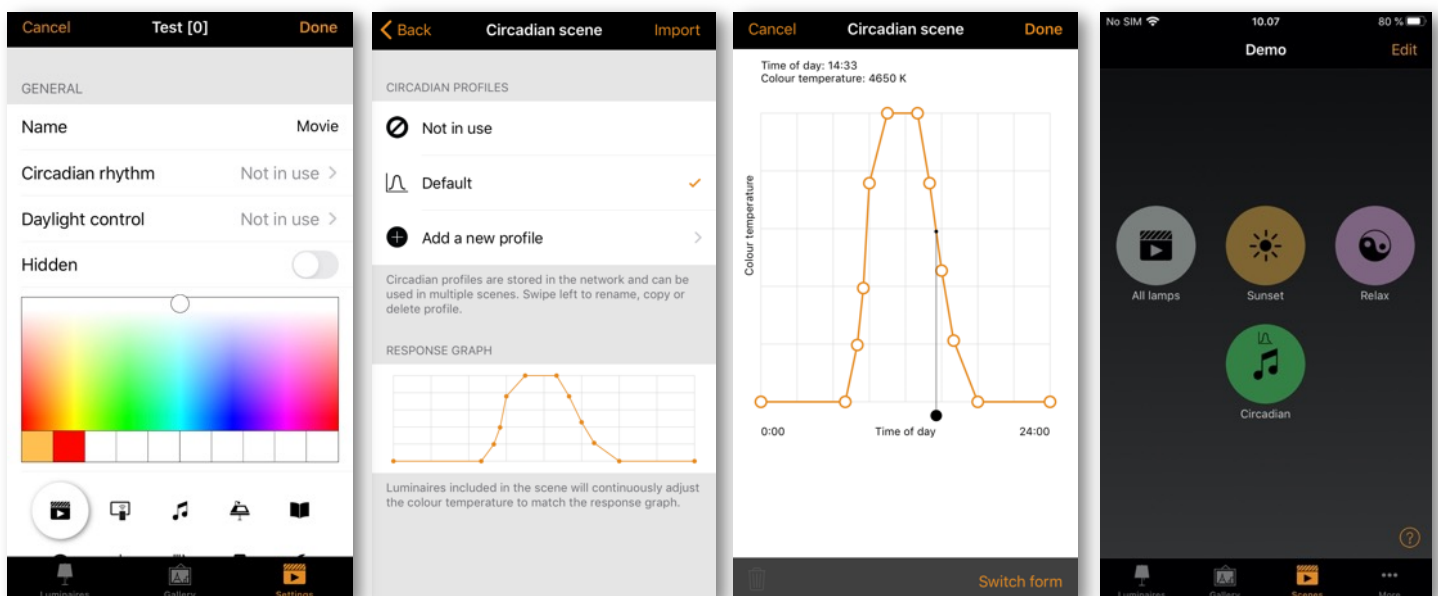 Cancel Test [0] Done
GENERAL
Name Movie
Circadian rhythm Not in use >
Daylight control Not in use >
Hidden
Luminaires Gallery Settings
Back Circadian scene Import
CIRCADIAN PROFILES
Not in use
Default
Add a new profile
Circadian profiles are stored in the network and can be
used in multiple scenes. Swipe left to rename, copy or
delete profile.
RESPONSE GRAPH
Luminaires included in the scene will continuously adjust
the colour temperature to match the response graph.
Cancel Circadian scene Done
Time of day: 14:33
Colour temperature: 4650 K
Colour temperature
0:00 Time of day 24:00
Switch form
No SIM 10.07 80 %
Demo Edit
All lamps Sunset Relax
Circadian
?
Luminaires Gallery Scenes More